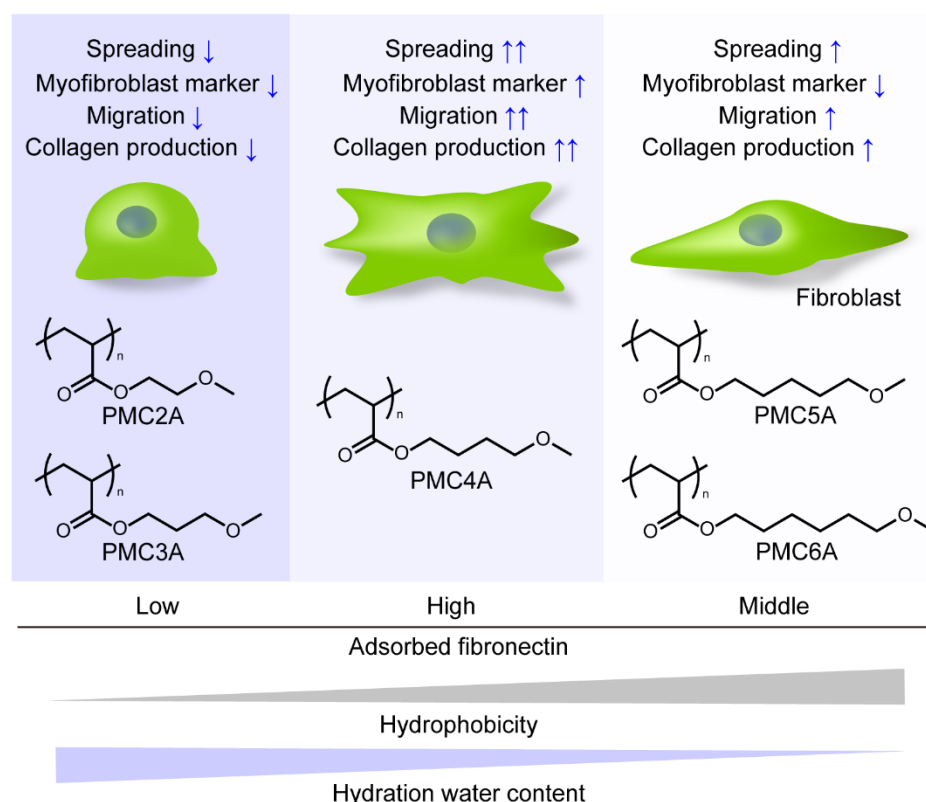 Spreading ↓
Myofibroblast marker ↓
Migration ↓
Collagen production ↓
Spreading ↑↑
Myofibroblast marker ↑
Migration ↑↑
Collagen production ↑↑
Spreading ↑
Myofibroblast marker ↓
Migration ↑
Collagen production ↑
Fibroblast
n
O
O
O
PMC2A
n
O
O
O
PMC3A
n
O
O
O
PMC4A
n
O
O
O
PMC5A
n
O
O
O
PMC6A
Low High Middle
Adsorbed fibronectin
Hydrophobicity
Hydration water content